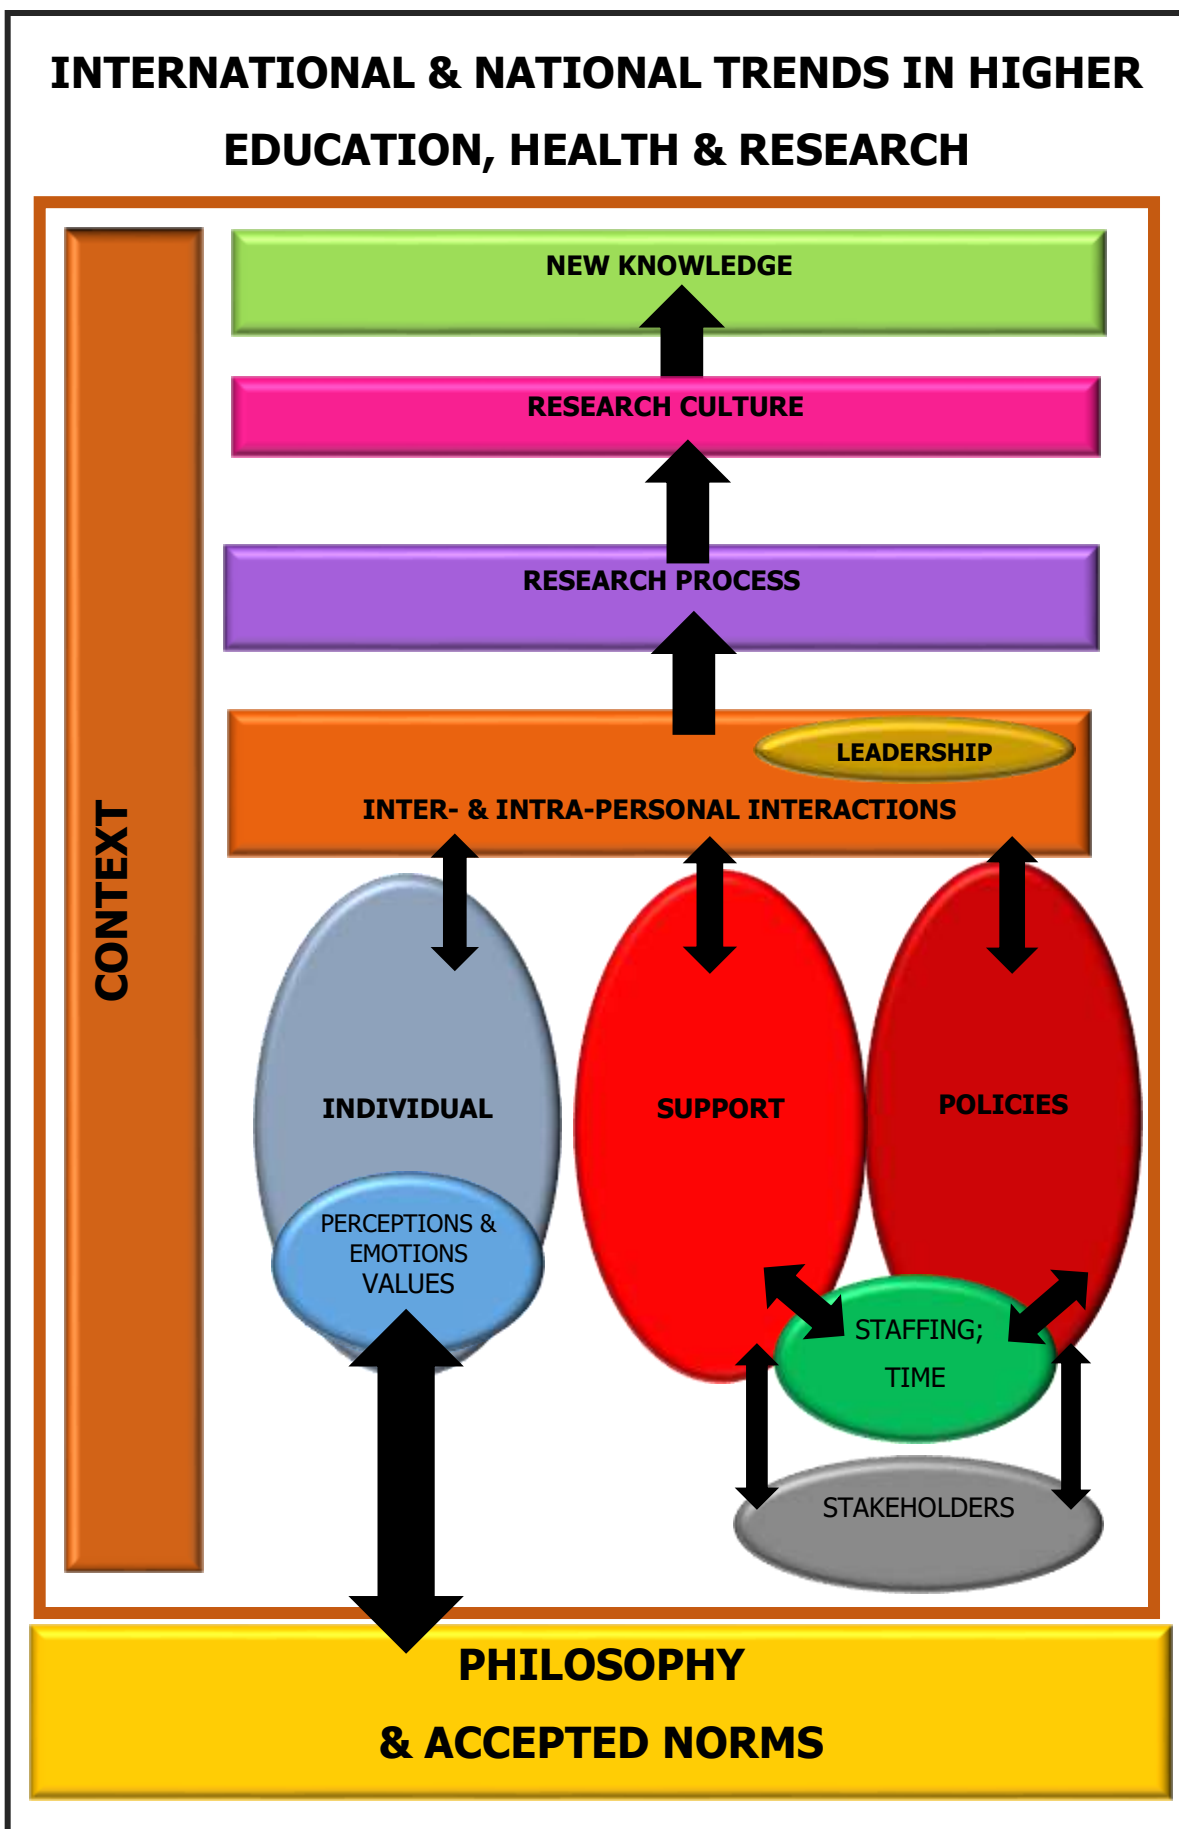 INTERNATIONAL & NATIONAL TRENDS IN HIGHER
EDUCATION, HEALTH & RESEARCH
NEW KNOWLEDGE
RESEARCH CULTURE
RESEARCH PROCESS
LEADERSHIP
INTER- & INTRA-PERSONAL INTERACTIONS
CONTEXT
INDIVIDUAL
SUPPORT
POLICIES
PERCEPTIONS &
EMOTIONS
VALUES
STAFFING;
TIME
STAKEHOLDERS
PHILOSOPHY
& ACCEPTED NORMS